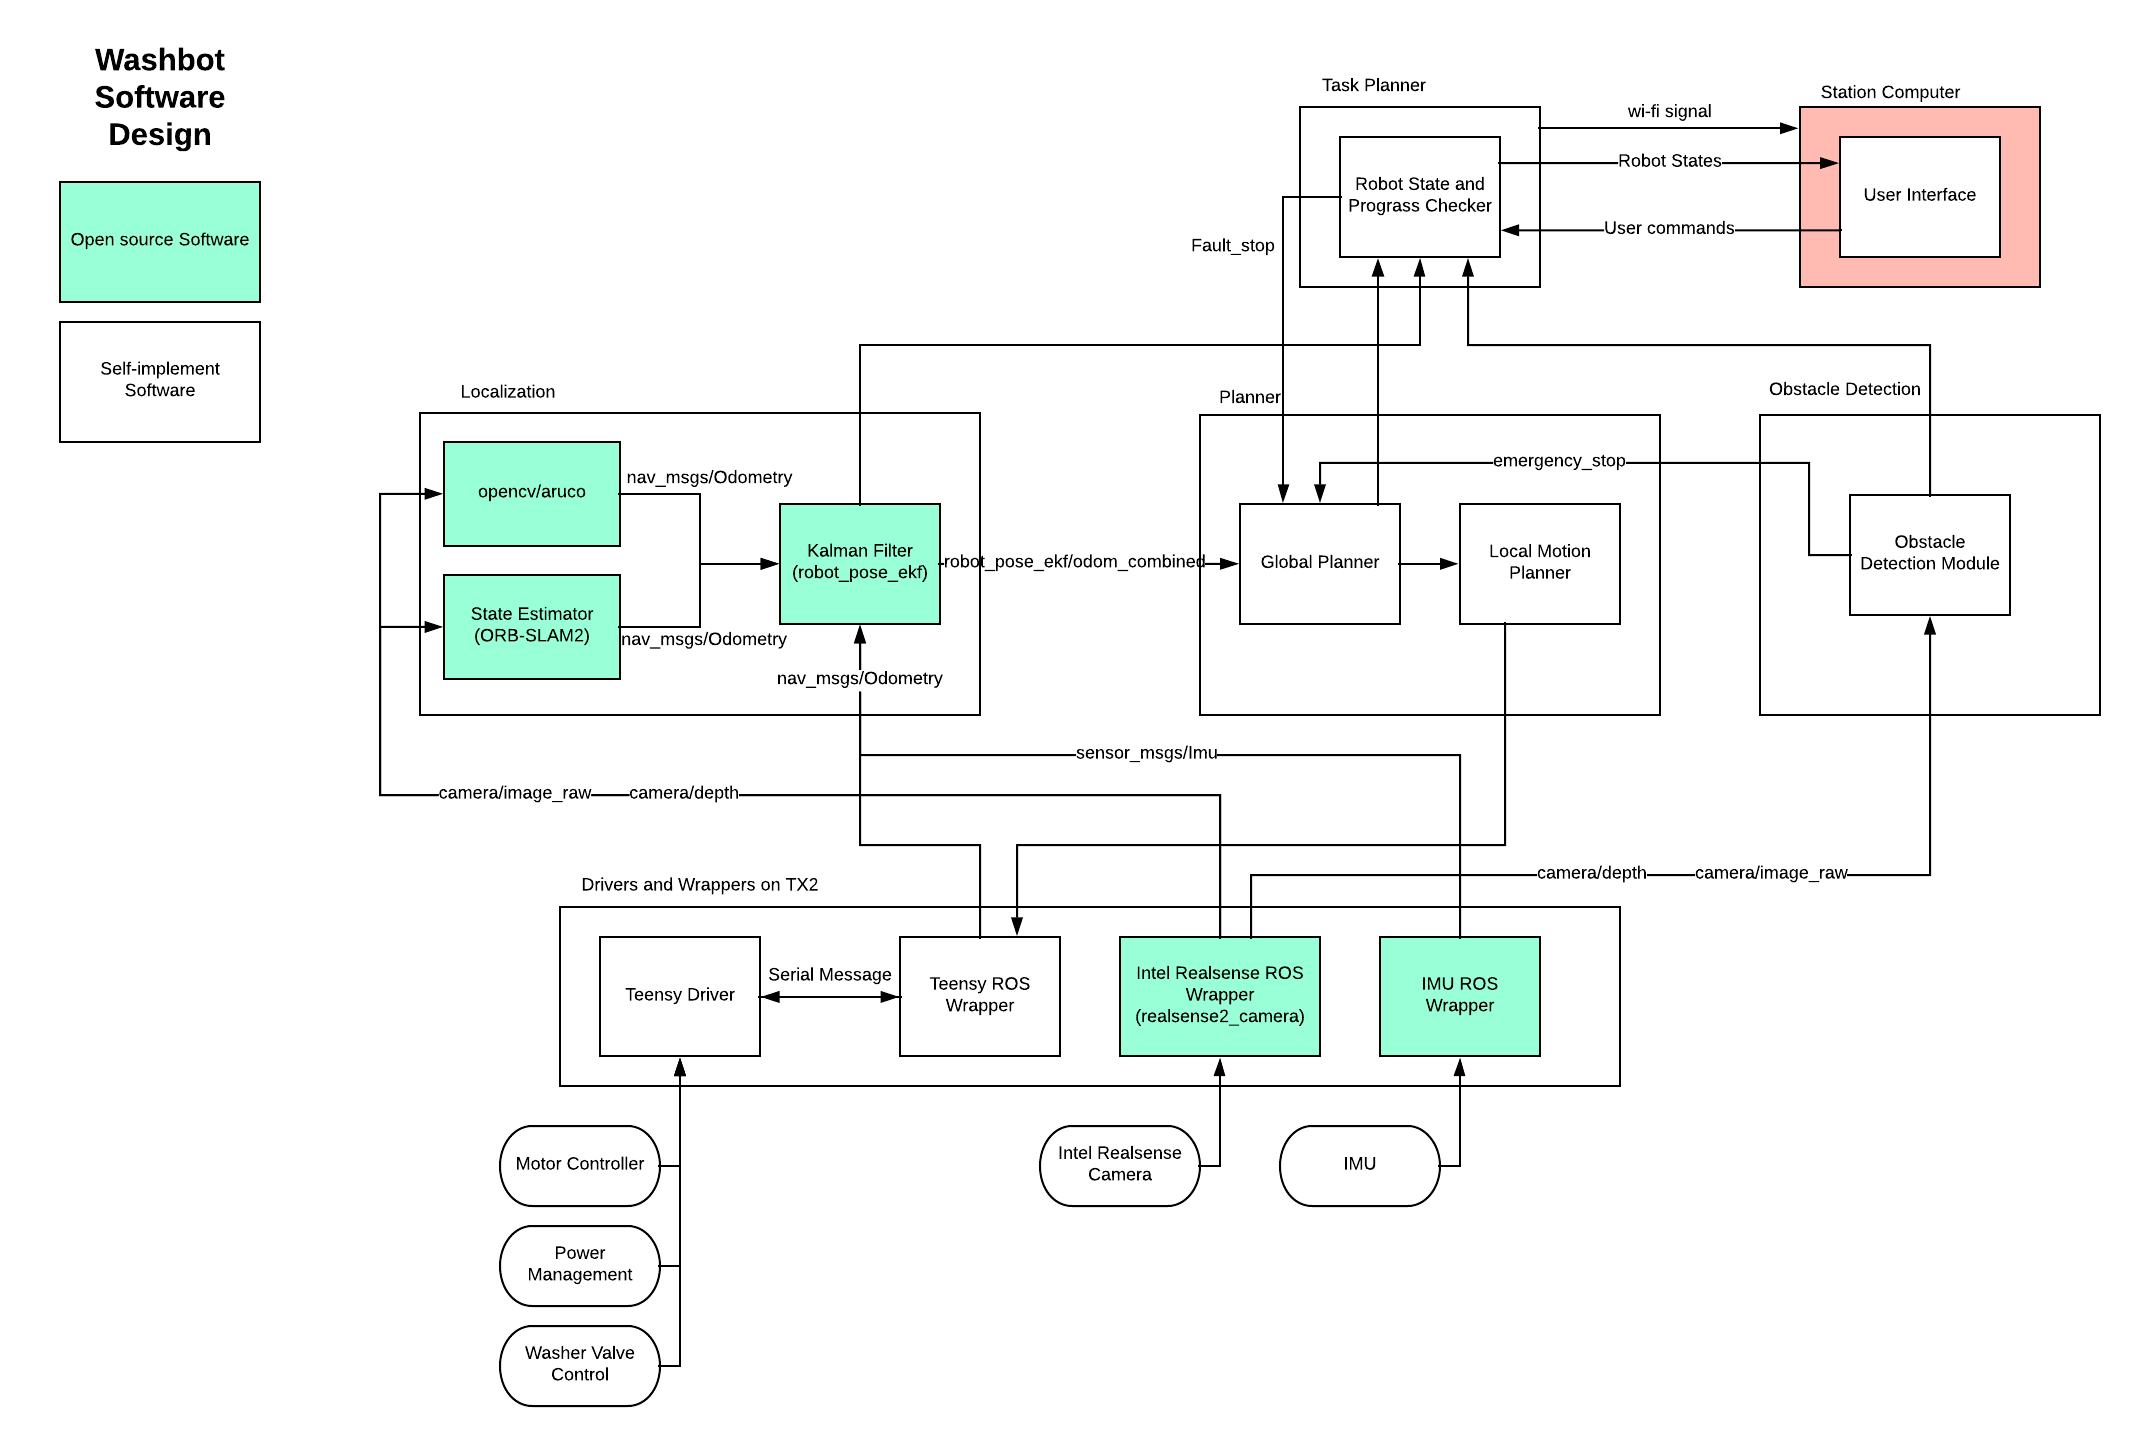 Washbot
Software
Design
Open source Software
Self-implement
Software
Task Planner
Robot State and
Prograss Checker
wi-fi signal
Robot States
User commands
Station Computer
User Interface
Fault_stop
Localization
opencv/aruco
nav_msgs/Odometry
State Estimator
(ORB-SLAM2)
nav_msgs/Odometry
Kalman Filter
(robot_pose_ekf)
nav_msgs/Odometry
robot_pose_ekf/odom_combined
Planner
emergency_stop
Global Planner
Local Motion
Planner
Obstacle Detection
Obstacle
Detection Module
sensor_msgs/Imu
camera/image_raw
camera/depth
camera/depth
camera/image_raw
Drivers and Wrappers on TX2
Teensy Driver
Serial Message
Teensy ROS
Wrapper
Intel Realsense ROS
Wrapper
(realsense2_camera)
IMU ROS
Wrapper
Motor Controller
Intel Realsense
Camera
IMU
Power
Management
Washer Valve
Control